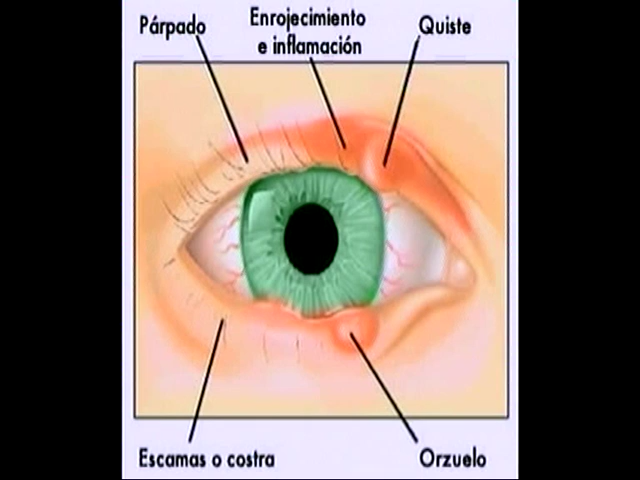 Párpado
Enrojecimiento
e inflamación
Quiste
Escamas o costra
Orzuelo